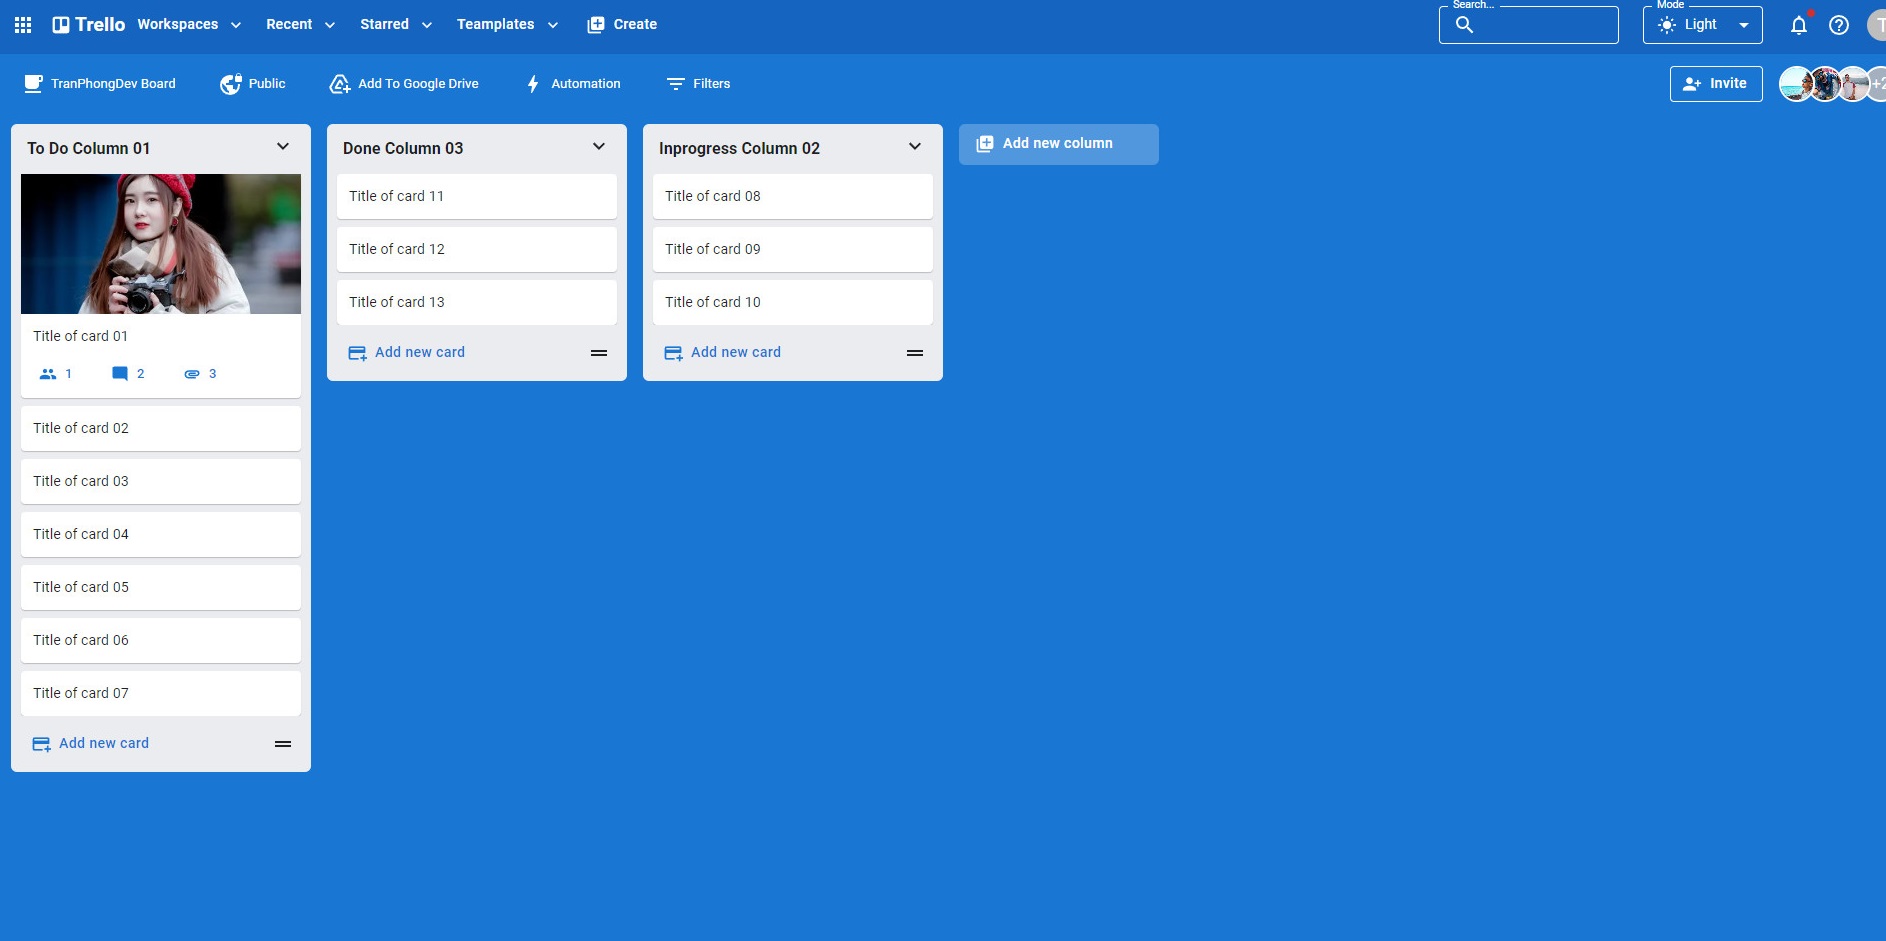 Trello Workspaces Recent Starred Teamplates Create Search... Mode Light T
TranPhongDev Board Public Add To Google Drive Automation Filters Invite +2
To Do Column 01
Title of card 01
1 2 3
Title of card 02
Title of card 03
Title of card 04
Title of card 05
Title of card 06
Title of card 07
Add new card
Done Column 03
Title of card 11
Title of card 12
Title of card 13
Add new card
Inprogress Column 02
Title of card 08
Title of card 09
Title of card 10
Add new card
Add new column